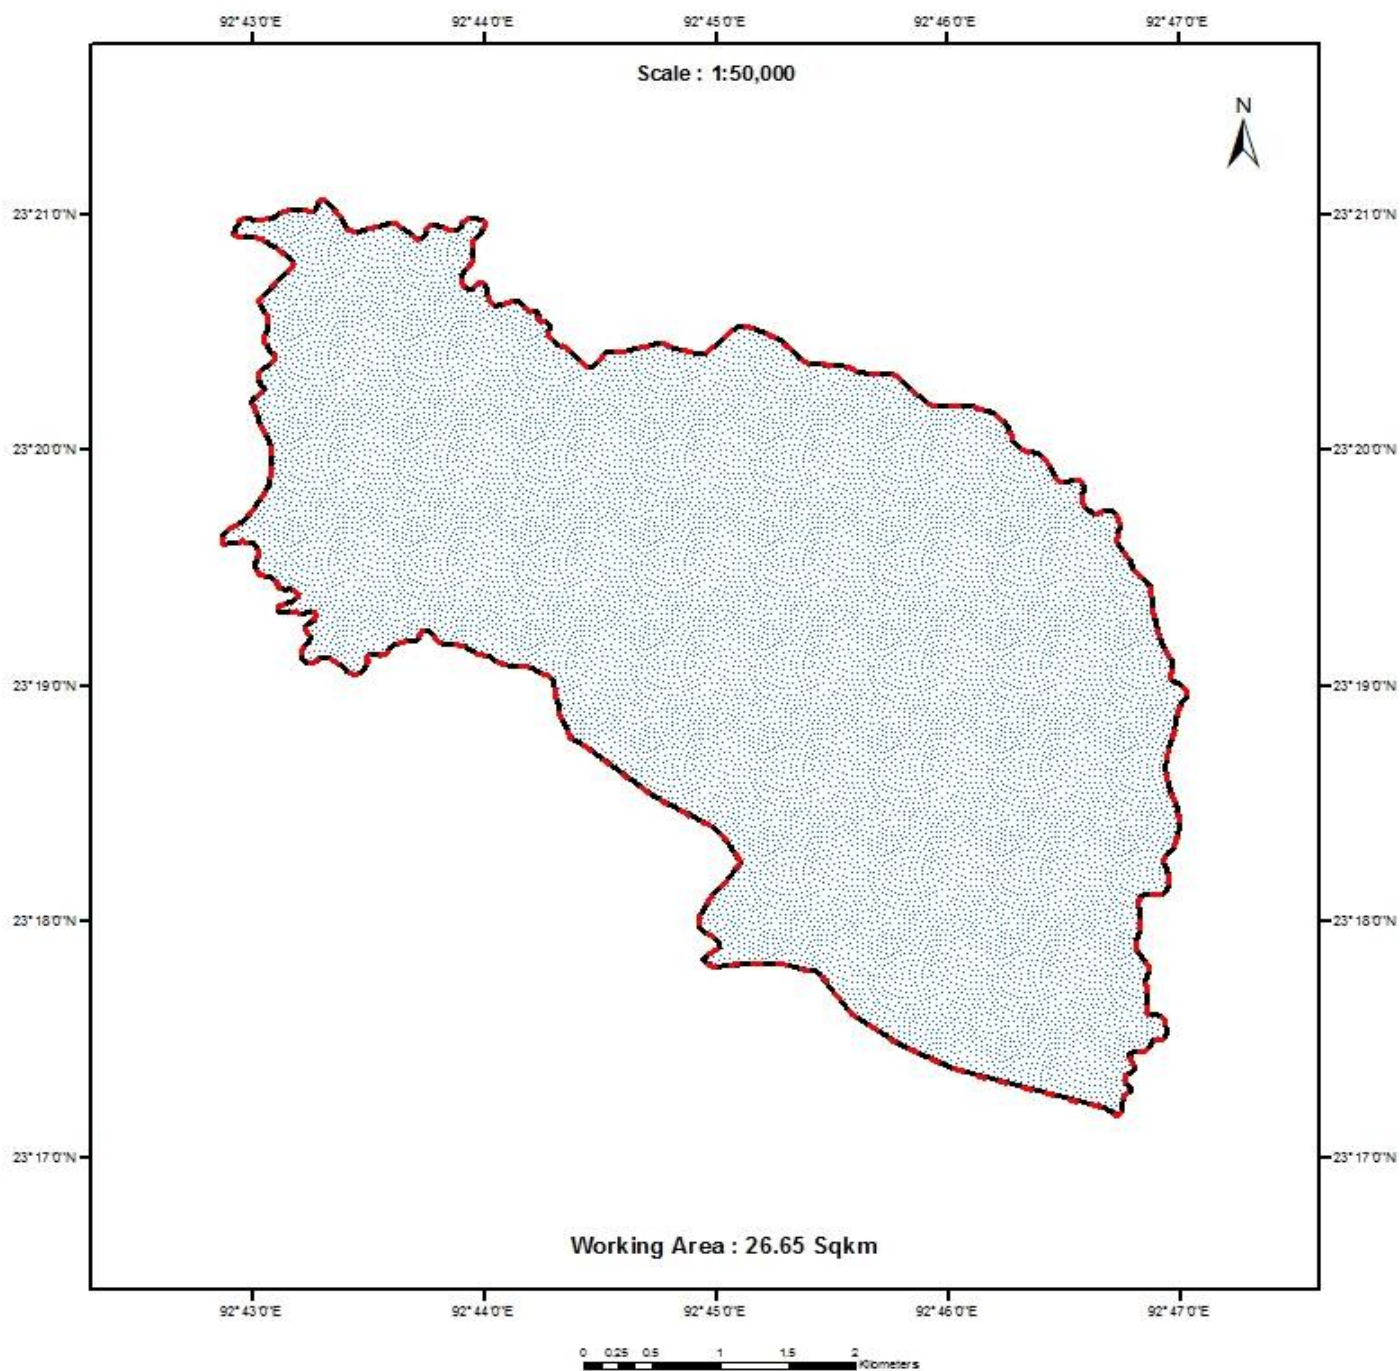 92°43'0"E 92°44'0"E 92°45'0"E 92°46'0"E 92°47'0"E
Scale : 1:50,000
N
23°21'0"N 23°21'0"N
23°20'0"N 23°20'0"N
23°19'0"N 23°19'0"N
23°18'0"N 23°18'0"N
23°17'0"N 23°17'0"N
Working Area : 26.65 Sqkm
92°43'0"E 92°44'0"E 92°45'0"E 92°46'0"E 92°47'0"E
0 0.25 0.5 1 1.5 2
Kilometers